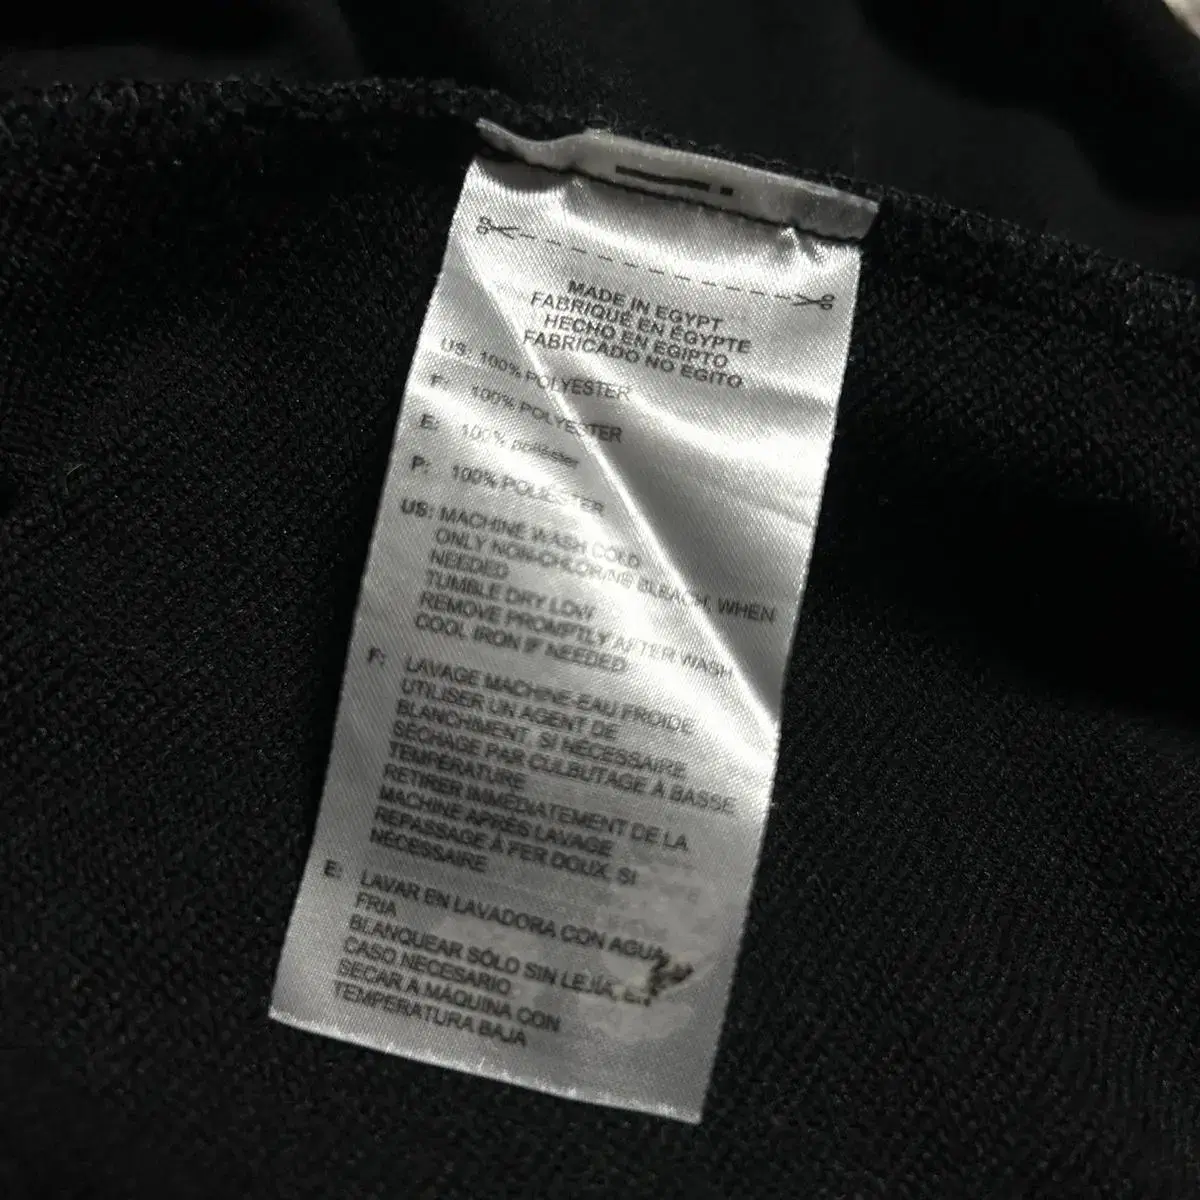 MADE IN EGYPT
FABRIQUÉ EN ÉGYPTE
HECHO EN EGIPTO
FABRICADO NO EGITO
US: 100% POLYESTER
F: 100% POLYESTER
E: 100% poliéster
P: 100% POLIÉSTER
US: MACHINE WASH COLD
ONLY NON-CHLORINE BLEACH, WHEN
NEEDED
TUMBLE DRY LOW
REMOVE PROMPTLY AFTER WASH
COOL IRON IF NEEDED
F: LAVAGE MACHINE-EAU FROIDE
UTILISER UN AGENT DE
BLANCHIMENT SI NÉCESSAIRE
SÉCHAGE PAR CULBUTAGE À BASSE
TEMPÉRATURE
RETIRER IMMÉDIATEMENT DE LA
MACHINE APRÈS LAVAGE
REPASSAGE À FER DOUX, SI
NÉCESSAIRE
E: LAVAR EN LAVADORA CON AGUA
FRIA
BLANQUEAR SÓLO SIN LEJÍA, EN
CASO NECESARIO
SECAR A MÁQUINA CON
TEMPERATURA BAJA